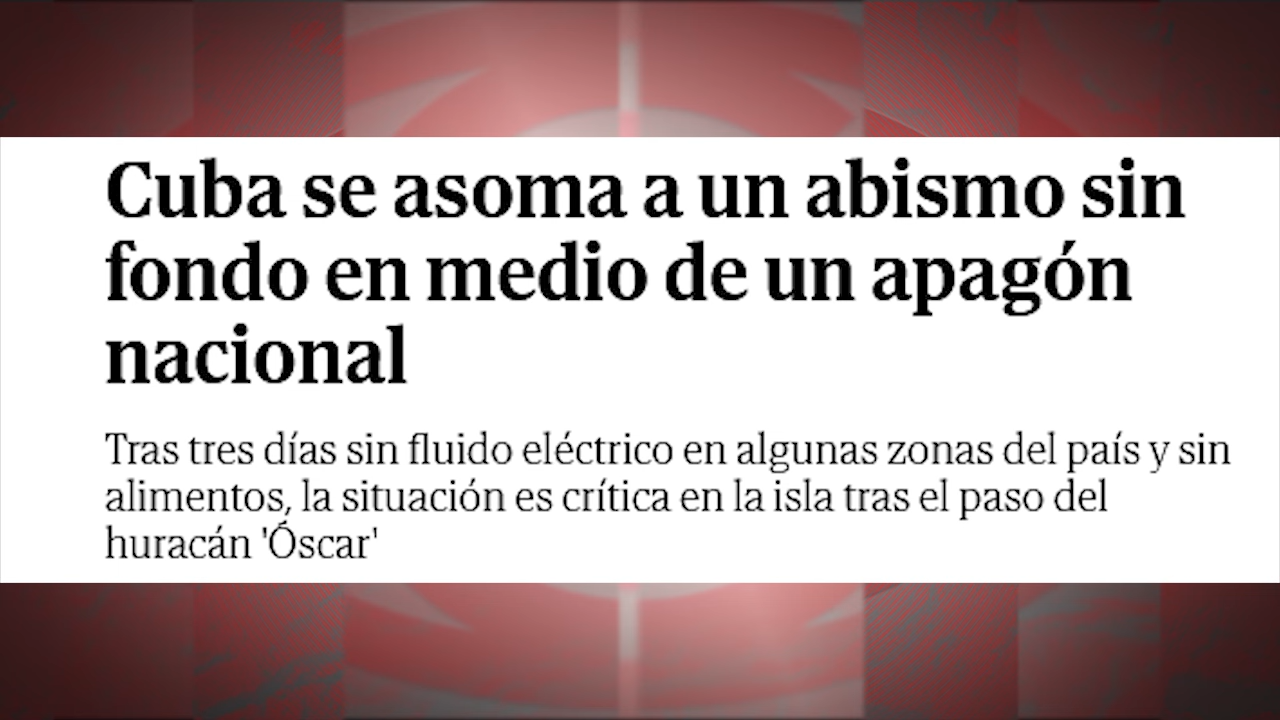 Cuba se asoma a un abismo sin
fondo en medio de un apagón
nacional
Tras tres días sin fluido eléctrico en algunas zonas del país y sin
alimentos, la situación es crítica en la isla tras el paso del
huracán 'Óscar'